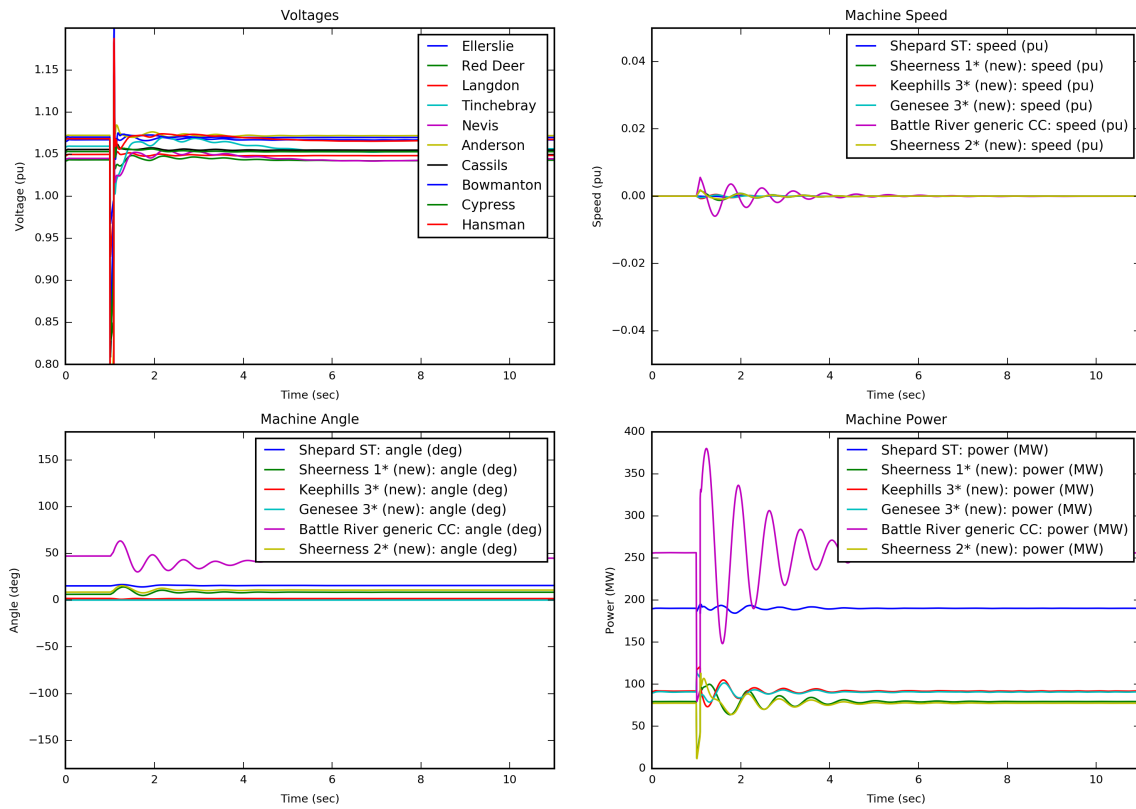 Voltages
1.15
1.10
1.05
1.00
0.95
0.90
0.85
0.80
Voltage (pu)
0 2 4 6 8 10
Time (sec)
Ellerslie
Red Deer
Langdon
Tinchebray
Nevis
Anderson
Cassils
Bowmanton
Cypress
Hansman
Machine Speed
0.04
0.02
0.00
−0.02
−0.04
Speed (pu)
0 2 4 6 8 10
Time (sec)
Shepard ST: speed (pu)
Sheerness 1* (new): speed (pu)
Keephills 3* (new): speed (pu)
Genesee 3* (new): speed (pu)
Battle River generic CC: speed (pu)
Sheerness 2* (new): speed (pu)
Machine Angle
150
100
50
0
−50
−100
−150
Angle (deg)
0 2 4 6 8 10
Time (sec)
Shepard ST: angle (deg)
Sheerness 1* (new): angle (deg)
Keephills 3* (new): angle (deg)
Genesee 3* (new): angle (deg)
Battle River generic CC: angle (deg)
Sheerness 2* (new): angle (deg)
Machine Power
400
350
300
250
200
150
100
50
0
Power (MW)
0 2 4 6 8 10
Time (sec)
Shepard ST: power (MW)
Sheerness 1* (new): power (MW)
Keephills 3* (new): power (MW)
Genesee 3* (new): power (MW)
Battle River generic CC: power (MW)
Sheerness 2* (new): power (MW)